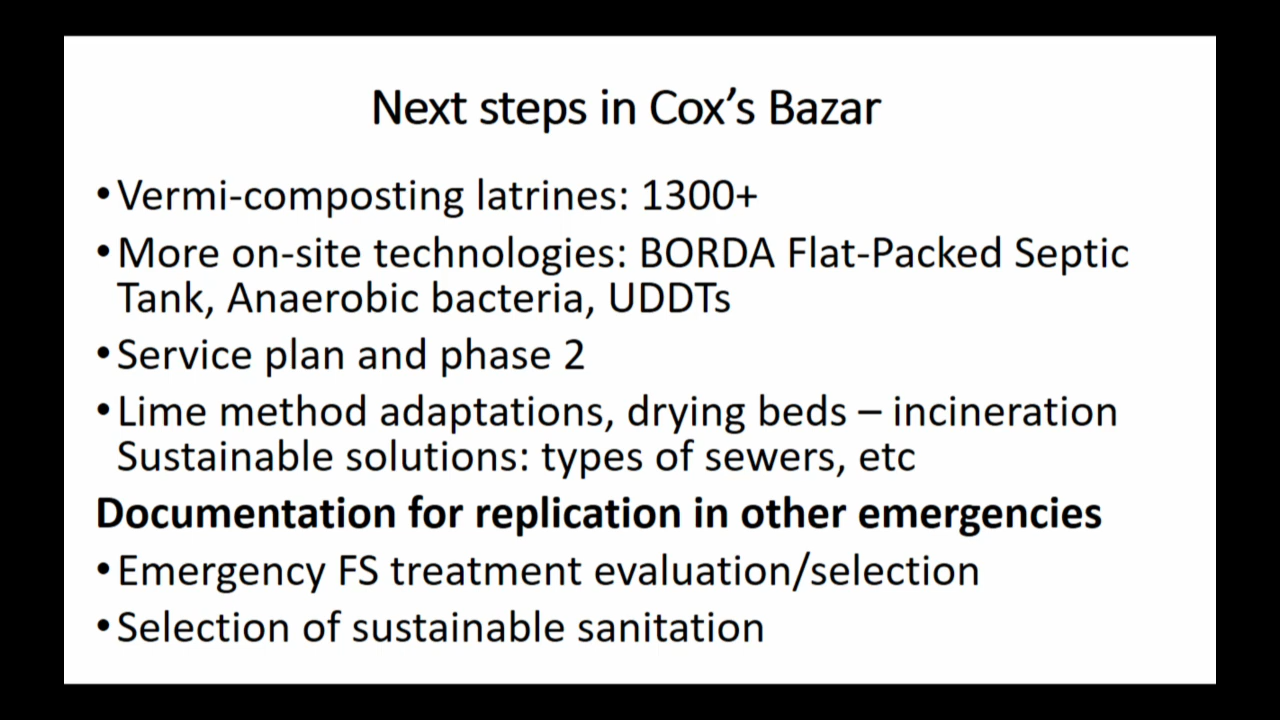 Next steps in Cox’s Bazar
•Vermi-composting latrines: 1300+
•More on-site technologies: BORDA Flat-Packed Septic
Tank, Anaerobic bacteria, UDDTs
•Service plan and phase 2
•Lime method adaptations, drying beds – incineration
Sustainable solutions: types of sewers, etc
Documentation for replication in other emergencies
•Emergency FS treatment evaluation/selection
•Selection of sustainable sanitation